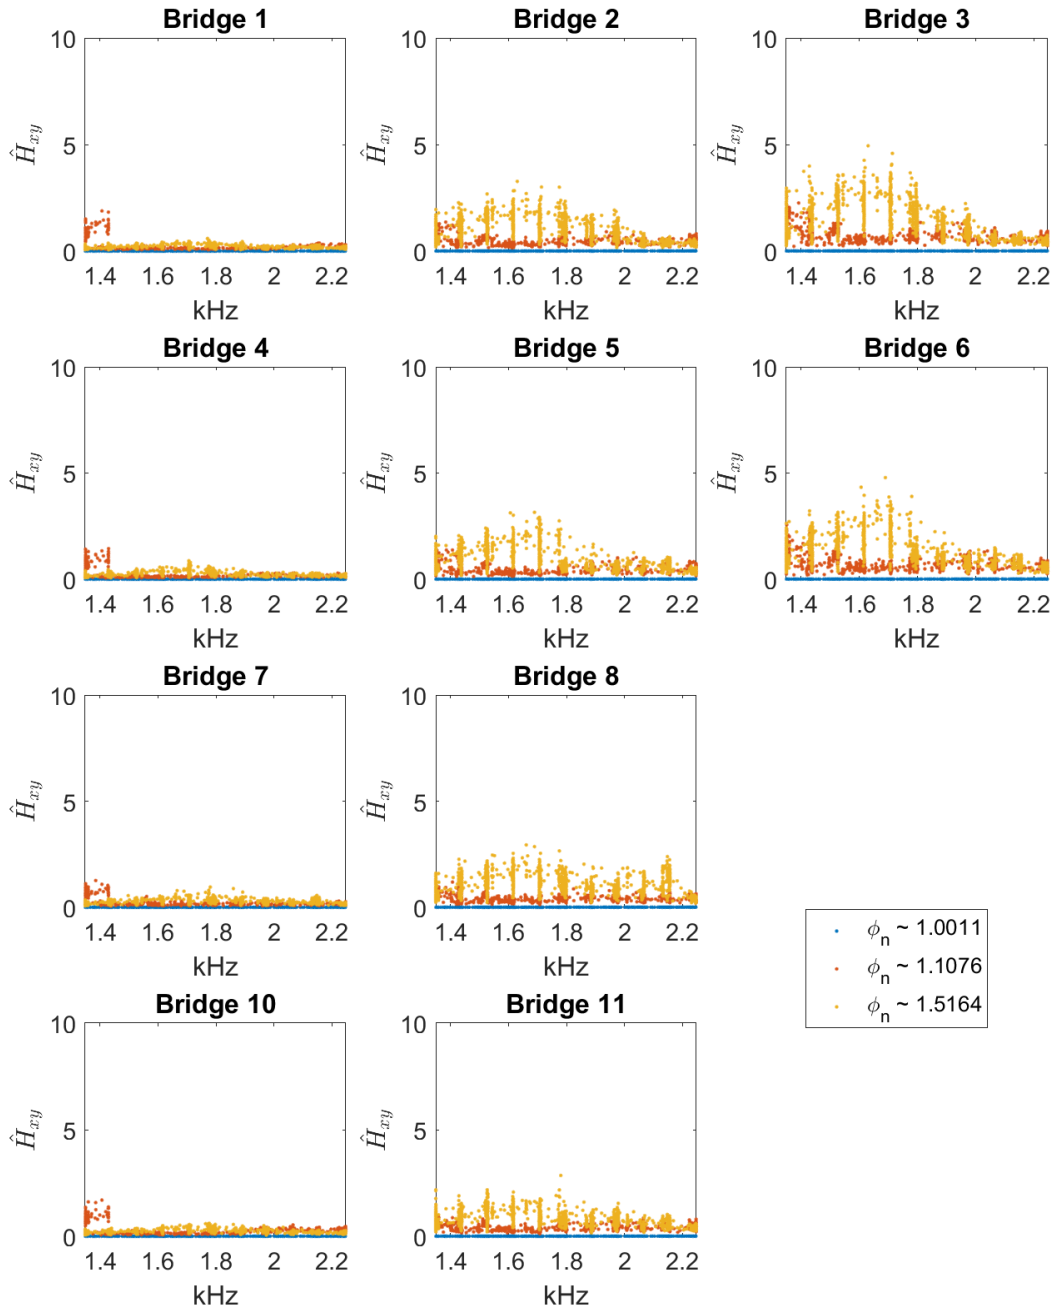 Bridge 1
Bridge 2
Bridge 3
10
5
0
Ĥxy
1.4 1.6 1.8 2 2.2
kHz
10
5
0
Ĥxy
1.4 1.6 1.8 2 2.2
kHz
10
5
0
Ĥxy
1.4 1.6 1.8 2 2.2
kHz
Bridge 4
Bridge 5
Bridge 6
10
5
0
Ĥxy
1.4 1.6 1.8 2 2.2
kHz
10
5
0
Ĥxy
1.4 1.6 1.8 2 2.2
kHz
10
5
0
Ĥxy
1.4 1.6 1.8 2 2.2
kHz
Bridge 7
Bridge 8
10
5
0
Ĥxy
1.4 1.6 1.8 2 2.2
kHz
10
5
0
Ĥxy
1.4 1.6 1.8 2 2.2
kHz
ϕn ~ 1.0011
ϕn ~ 1.1076
ϕn ~ 1.5164
Bridge 10
Bridge 11
10
5
0
Ĥxy
1.4 1.6 1.8 2 2.2
kHz
10
5
0
Ĥxy
1.4 1.6 1.8 2 2.2
kHz